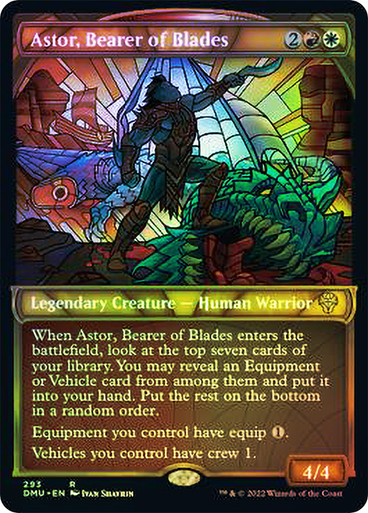 Astor, Bearer of Blades 2
Legendary Creature — Human Warrior
When Astor, Bearer of Blades enters the
battlefield, look at the top seven cards of
your library. You may reveal an Equipment
or Vehicle card from among them and put it
into your hand. Put the rest on the bottom
in a random order.
Equipment you control have equip 1.
Vehicles you control have crew 1.
4/4
293 R
DMU • EN Ivan Shavrin
™ & © 2022 Wizards of the Coast